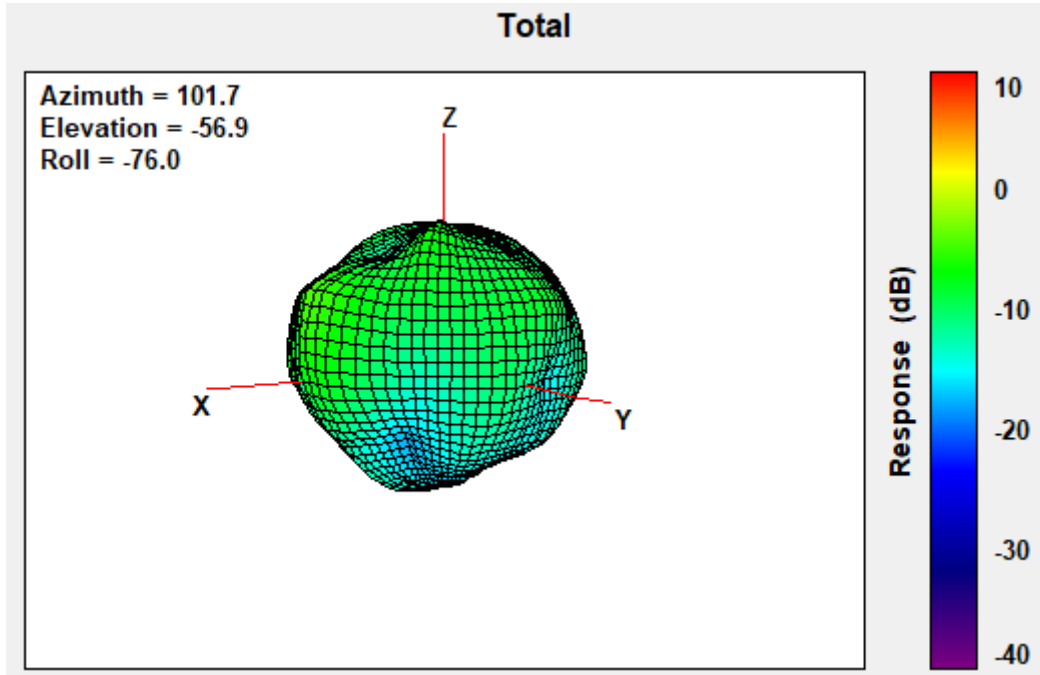 Total
Azimuth = 101.7
Elevation = -56.9
Roll = -76.0
Z
X
Y
10
0
-10
-20
-30
-40
Response (dB)